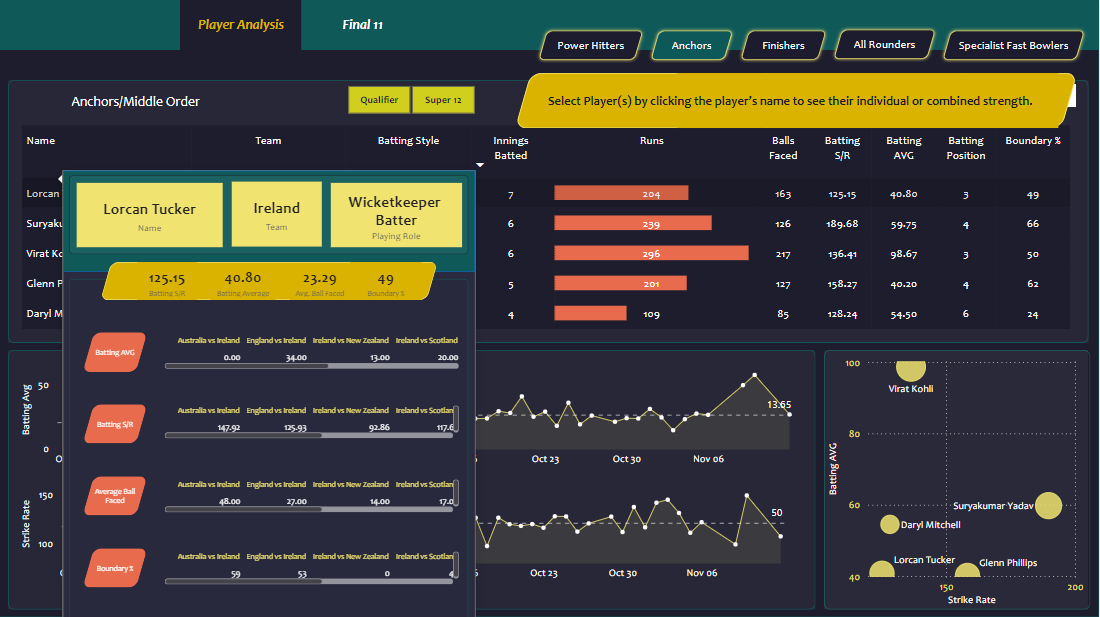 Player Analysis
Final 11
Power Hitters
Anchors
Finishers
All Rounders
Specialist Fast Bowlers
Anchors/Middle Order
Qualifier
Super 12
Select Player(s) by clicking the player's name to see their individual or combined strength.
Name Team Batting Style Innings Batted Runs Balls Faced Batting S/R Batting AVG Batting Position Boundary %
Lorcan 7 204 163 125.15 40.80 3 49
Suryaku 6 239 126 189.68 59.75 4 66
Virat Ko 6 296 217 136.41 98.67 3 50
Glenn P 5 201 127 158.27 40.20 4 62
Daryl M 4 109 85 128.24 54.50 6 24
Lorcan Tucker
Name
Ireland
Team
Wicketkeeper
Batter
Playing Role
125.15 40.80 23.29 49
Batting S/R Batting Average Avg. Ball Faced Boundary %
Batting AVG
Australia vs Ireland England vs Ireland Ireland vs New Zealand Ireland vs Scotland
0.00 34.00 13.00 20.00
Batting S/R
Australia vs Ireland England vs Ireland Ireland vs New Zealand Ireland vs Scotlan
147.92 125.93 92.86 117.6
Average Ball
Faced
Australia vs Ireland England vs Ireland Ireland vs New Zealand Ireland vs Scotlan
48.00 27.00 14.00 17.0
Boundary %
Australia vs Ireland England vs Ireland Ireland vs New Zealand Ireland vs Scotlan
59 53 0 4
Batting Avg
50
0
13.65
Oct 23 Oct 30 Nov 06
Strike Rate
150
100
50
Oct 23 Oct 30 Nov 06
Batting AVG
100
80
60
40
Virat Kohli
Suryakumar Yadav
Daryl Mitchell
Lorcan Tucker
Glenn Phillips
150 200
Strike Rate